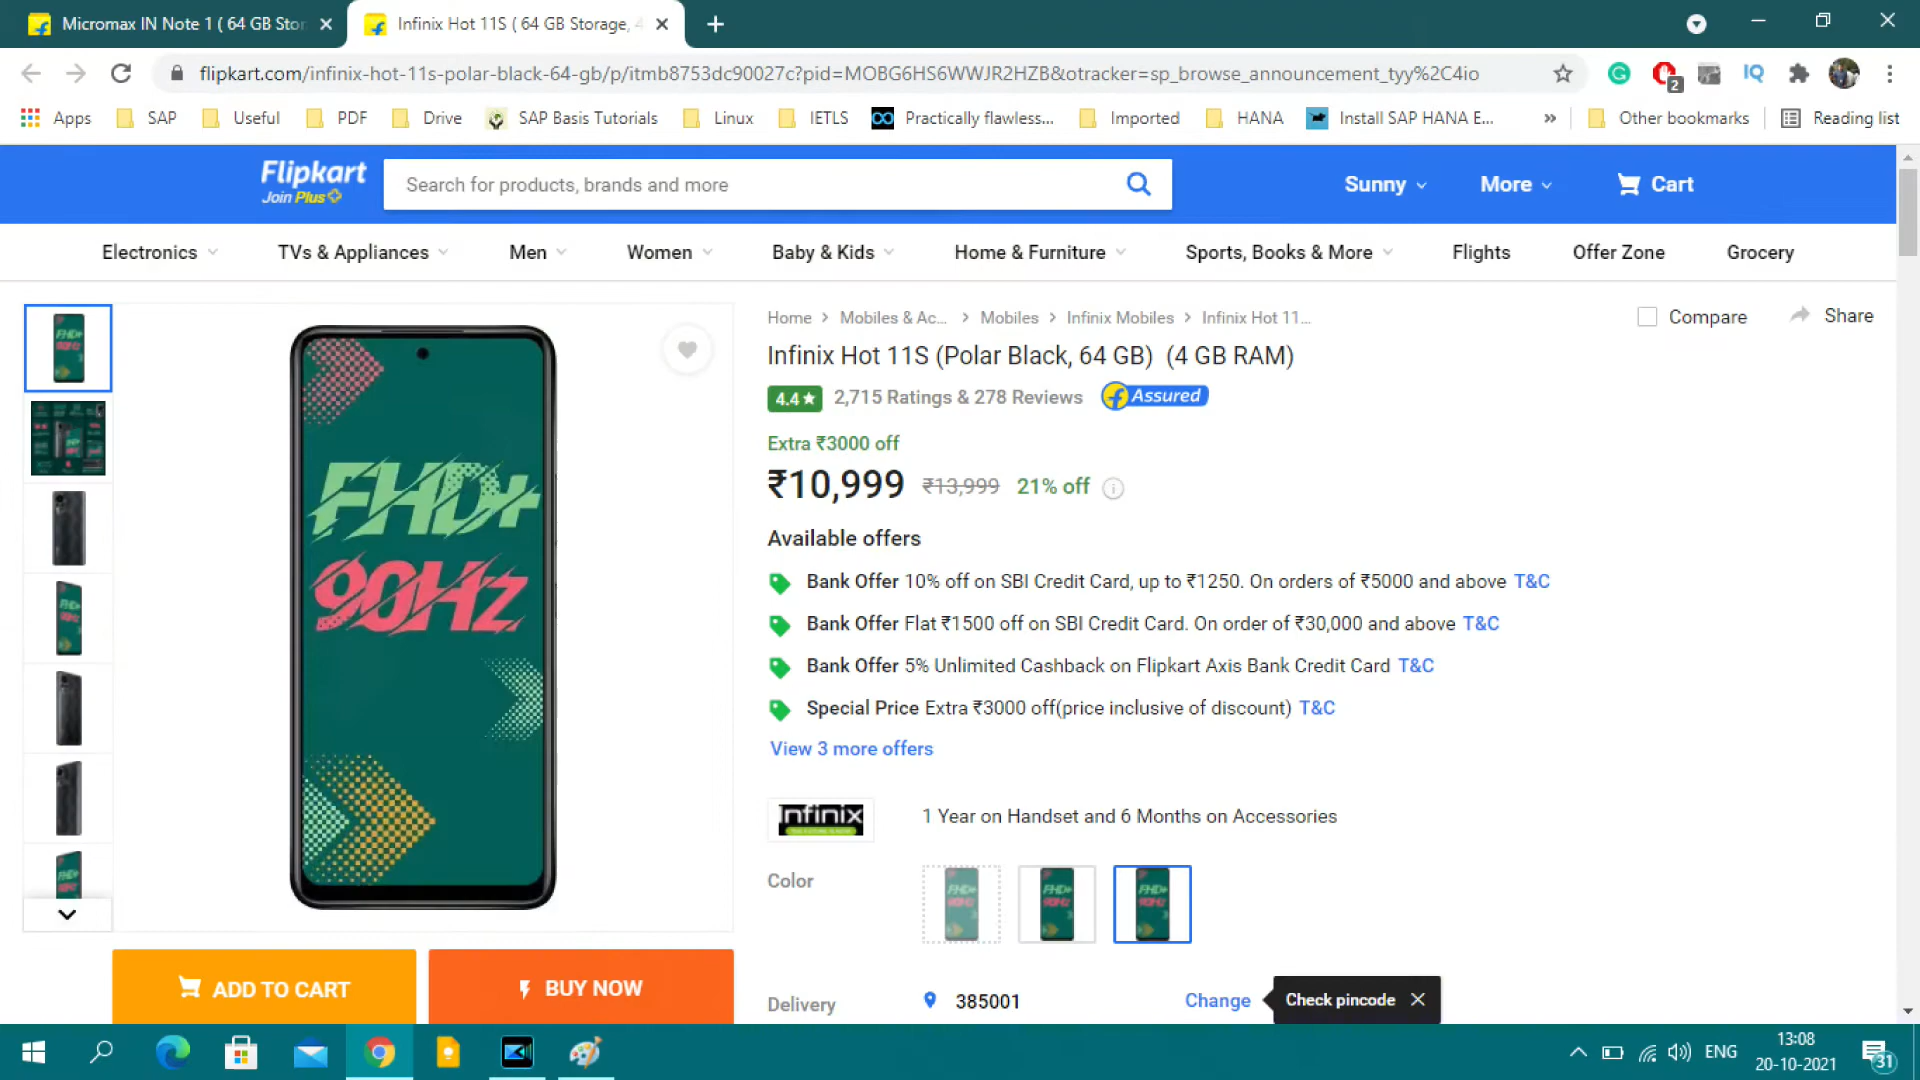 Micromax IN Note 1 ( 64 GB Stor
Infinix Hot 11S ( 64 GB Storage, 4
flipkart.com/infinix-hot-11s-polar-black-64-gb/p/itmb8753dc90027c?pid=MOBG6HS6WWJR2HZB&otracker=sp_browse_announcement_tyy%2C4io
2
IQ
Apps SAP Useful PDF Drive SAP Basis Tutorials Linux IETLS Practically flawless... Imported HANA Install SAP HANA E... » Other bookmarks Reading list
Flipkart
Join Plus
Search for products, brands and more
Sunny More Cart
Electronics TVs & Appliances Men Women Baby & Kids Home & Furniture Sports, Books & More Flights Offer Zone Grocery
Home > Mobiles & Ac... > Mobiles > Infinix Mobiles > Infinix Hot 11...
Compare Share
Infinix Hot 11S (Polar Black, 64 GB) (4 GB RAM)
4.4★ 2,715 Ratings & 278 Reviews Assured
Extra ₹3000 off
₹10,999 ₹13,999 21% off
Available offers
Bank Offer 10% off on SBI Credit Card, up to ₹1250. On orders of ₹5000 and above T&C
Bank Offer Flat ₹1500 off on SBI Credit Card. On order of ₹30,000 and above T&C
Bank Offer 5% Unlimited Cashback on Flipkart Axis Bank Credit Card T&C
Special Price Extra ₹3000 off(price inclusive of discount) T&C
View 3 more offers
Infinix
1 Year on Handset and 6 Months on Accessories
Color
Delivery
385001
Change
Check pincode
FHD+
90Hz
ADD TO CART
BUY NOW
ENG
13:08
20-10-2021
31